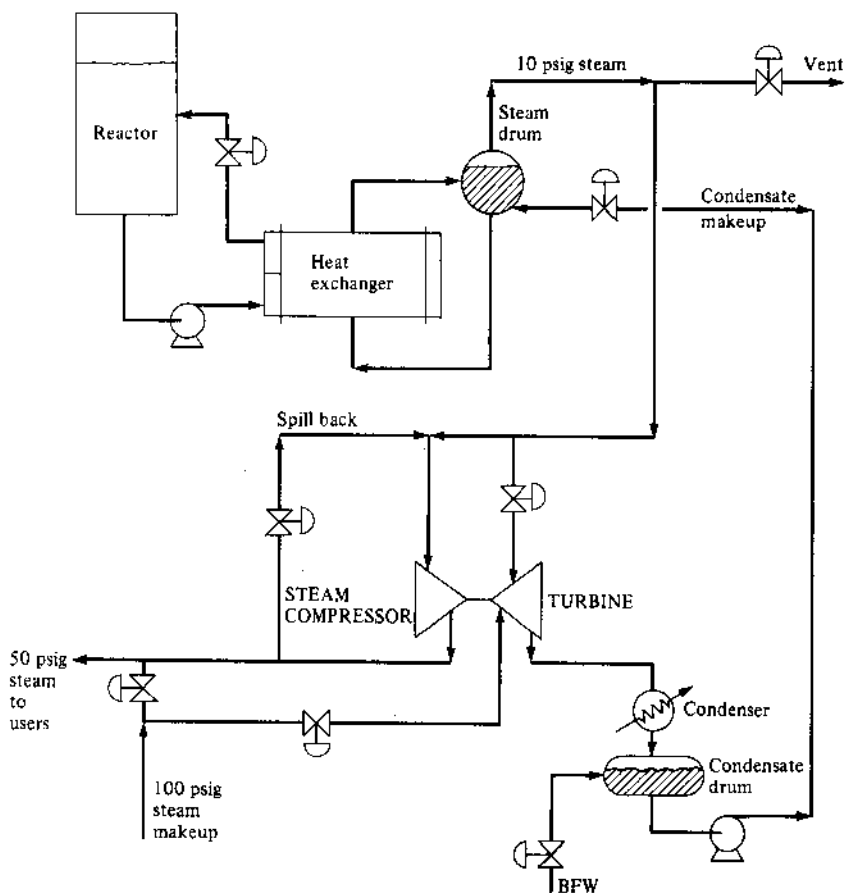 10 psig steam
Vent
Steam
drum
Reactor
Condensate
makeup
Heat
exchanger
Spill back
STEAM
COMPRESSOR
TURBINE
50 psig
steam
to
users
Condenser
Condensate
drum
100 psig
steam
makeup
BFW